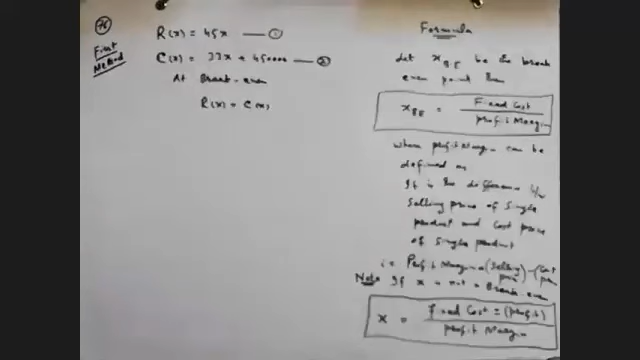 76
First
Method
R(x) = 45x — ①
C(x) = 33x + 450000 — ②
At Break-even
R(x) = C(x)
Formula
Let x_BE be the break
even point then
x_BE = Fixed Cost / Profit Margin
where profit Margin can be
defined as
It is the difference b/w
Selling price of Single
product and Cost price
of Single product
i.e. Profit Margin = (Selling price) - (Cost price)
Note If x is not a Break-even
x = Fixed Cost ± (Profit) / Profit Margin